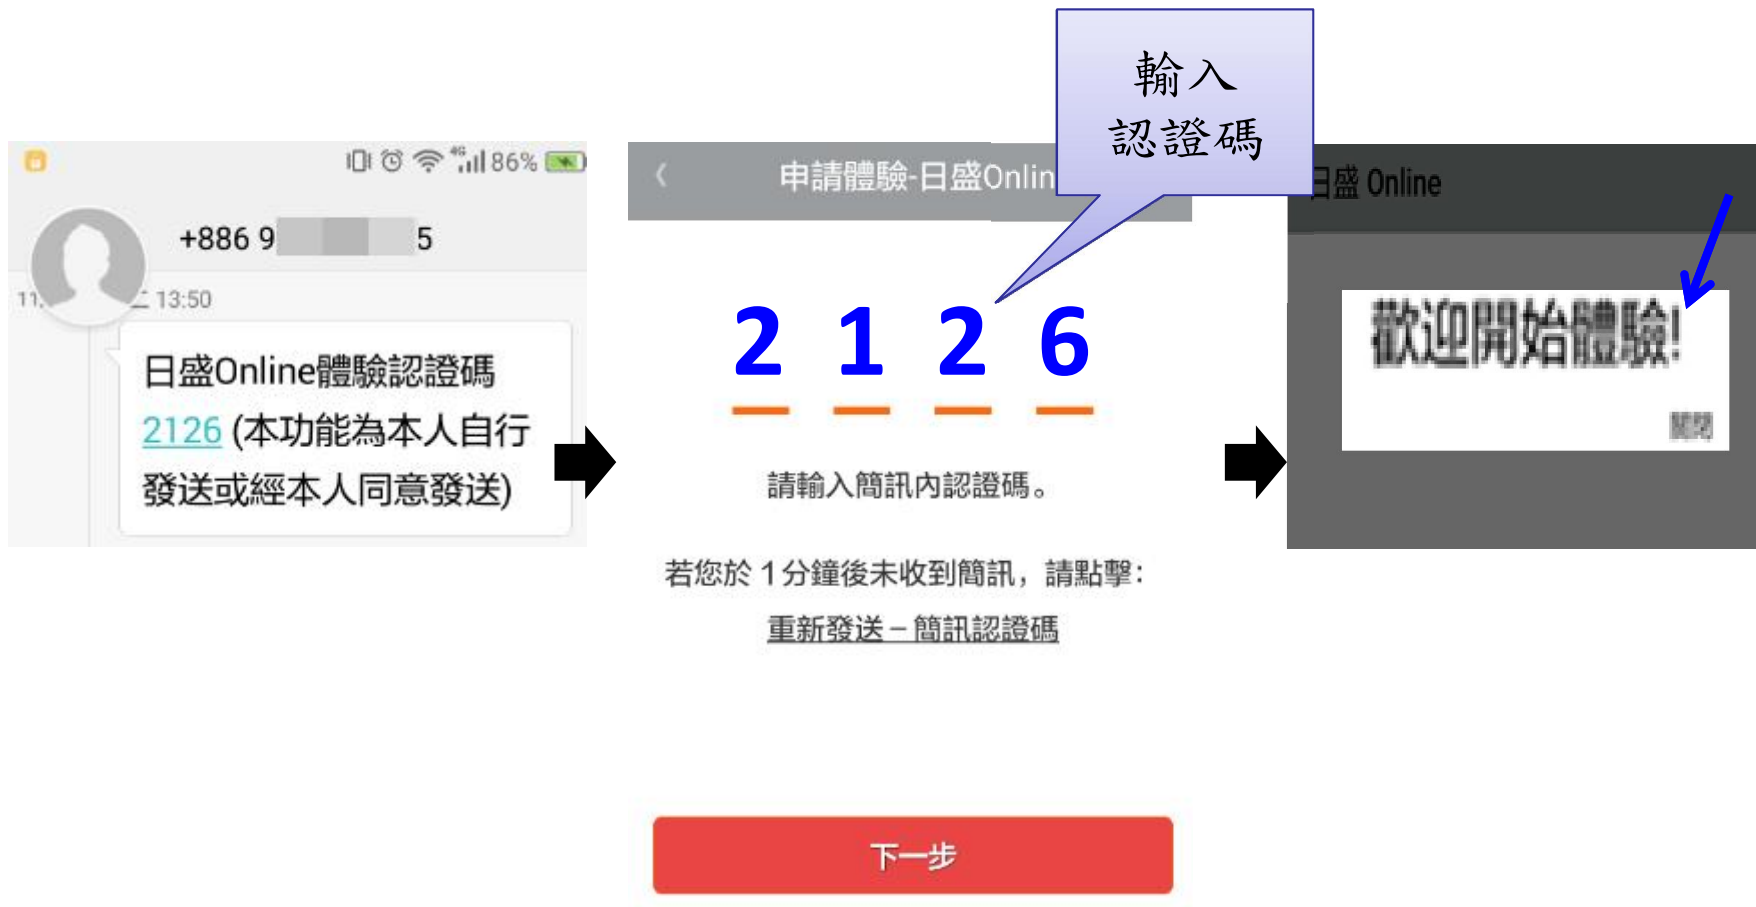 86%
+886 9
5
13:50
日盛Online體驗認證碼
2126 (本功能為本人自行
發送或經本人同意發送)
輸入
認證碼
申請體驗-日盛Onlin
2 1 2 6
請輸入簡訊內認證碼。
若您於 1分鐘後未收到簡訊，請點擊：
重新發送－簡訊認證碼
下一步
日盛 Online
歡迎開始體驗!
關閉